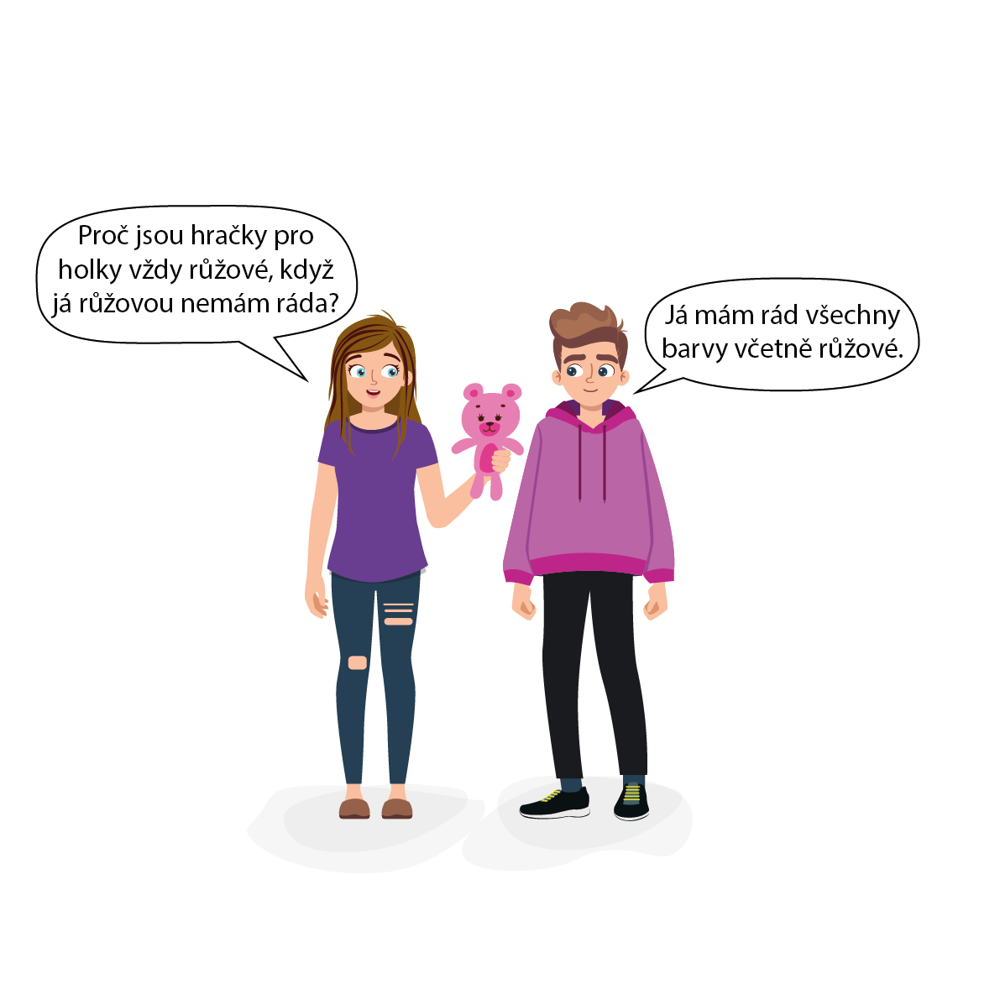 Proč jsou hračky pro
holky vždy růžové, když
já růžovou nemám ráda?
Já mám rád všechny
barvy včetně růžové.